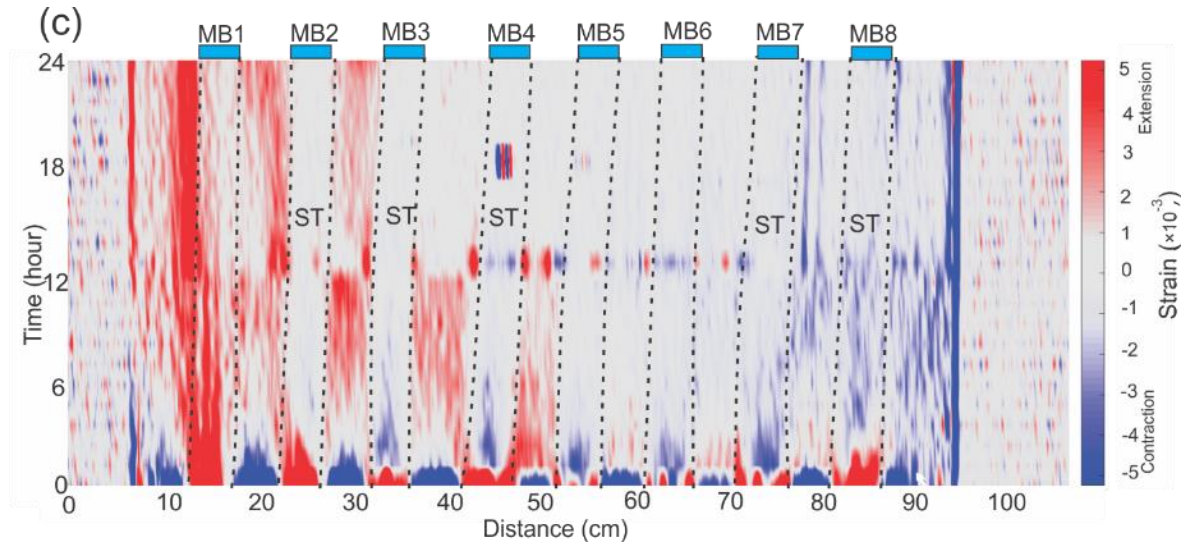 (c)
MB1 MB2 MB3 MB4 MB5 MB6 MB7 MB8
24
18
12
6
0
Time (hour)
ST ST ST ST ST
0 10 20 30 40 50 60 70 80 90 100
Distance (cm)
5
4
3
2
1
0
-1
-2
-3
-4
-5
Extension
Contraction
Strain (×10⁻³)